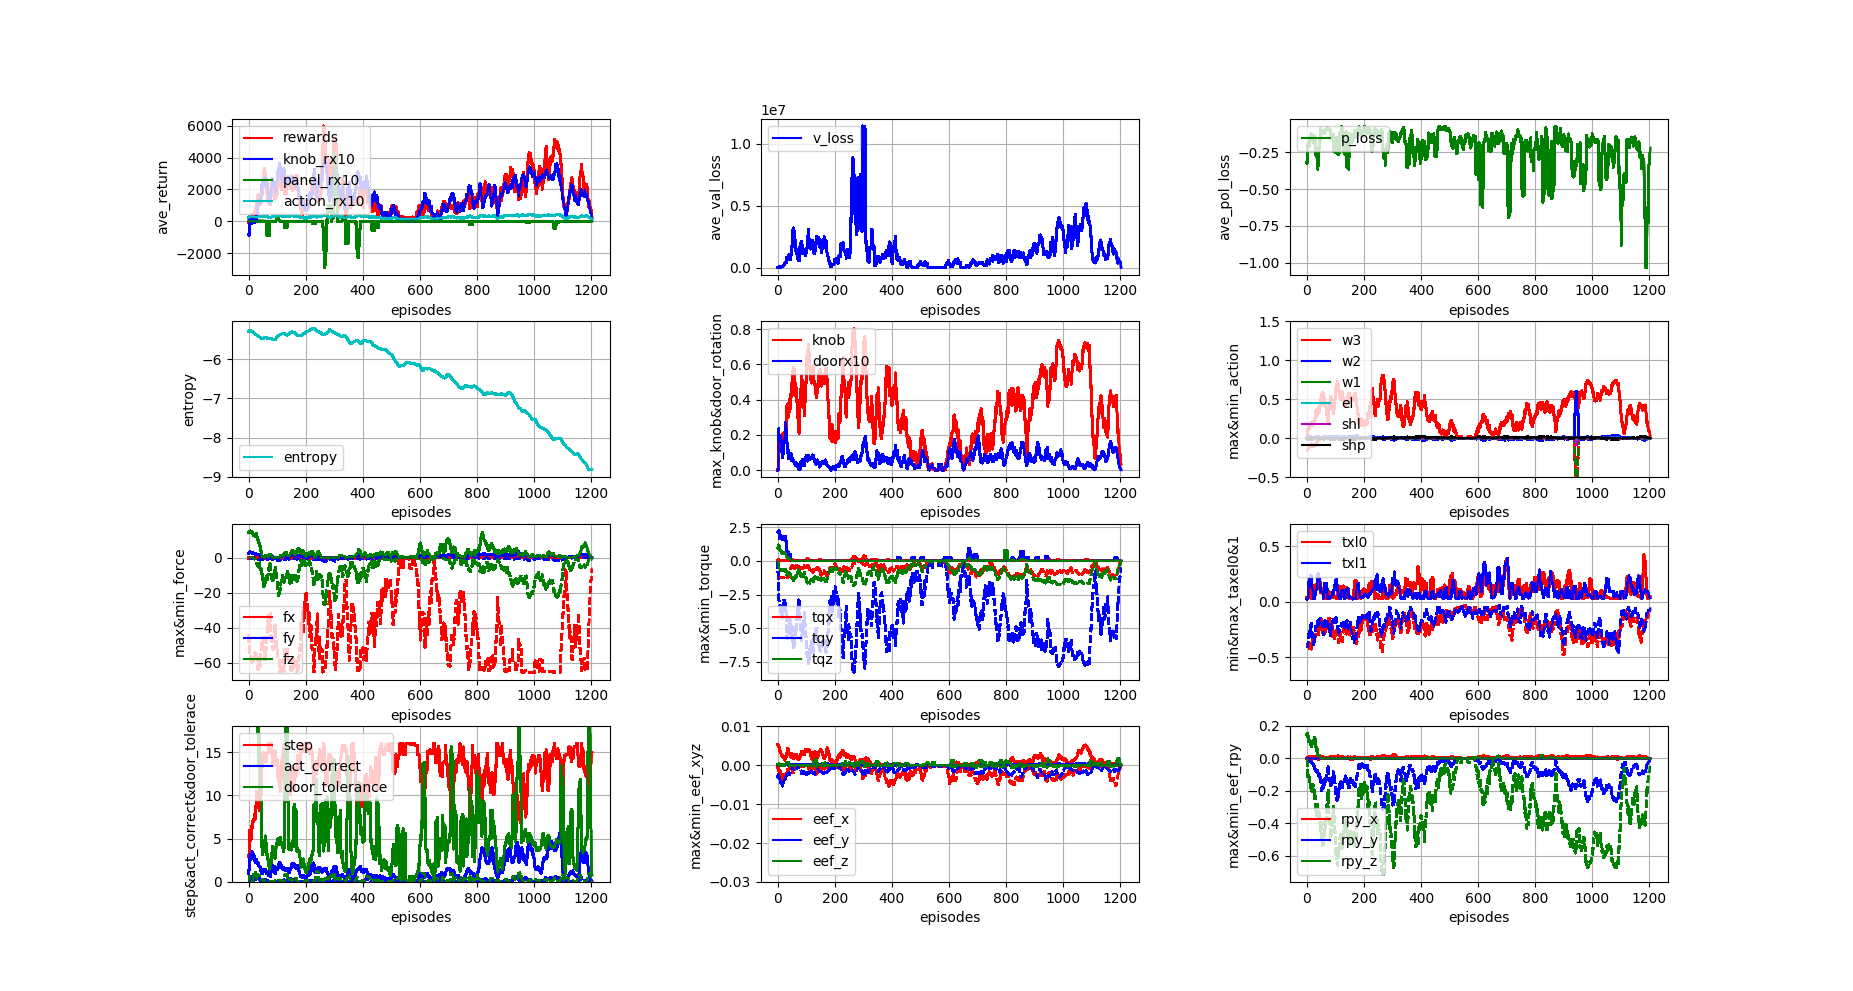 ave_return
6000
4000
2000
0
−2000
rewards
knob_rx10
panel_rx10
action_rx10
0 200 400 600 800 1000 1200
episodes
1e7
ave_val_loss
1.0
0.5
0.0
v_loss
0 200 400 600 800 1000 1200
episodes
ave_pol_loss
−0.25
−0.50
−0.75
−1.00
p_loss
0 200 400 600 800 1000 1200
episodes
entropy
−6
−7
−8
−9
entropy
0 200 400 600 800 1000 1200
episodes
max_knob&door_rotation
0.8
0.6
0.4
0.2
0.0
knob
doorx10
0 200 400 600 800 1000 1200
episodes
max&min_action
1.5
1.0
0.5
0.0
−0.5
w3
w2
w1
el
shl
shp
0 200 400 600 800 1000 1200
episodes
max&min_force
0
−20
−40
−60
fx
fy
fz
0 200 400 600 800 1000 1200
episodes
max&min_torque
2.5
0.0
−2.5
−5.0
−7.5
tqx
tqy
tqz
0 200 400 600 800 1000 1200
episodes
min&max_taxel0&1
0.5
0.0
−0.5
txl0
txl1
0 200 400 600 800 1000 1200
episodes
step&act_correct&door_tolerace
15
10
5
0
step
act_correct
door_tolerance
0 200 400 600 800 1000 1200
episodes
max&min_eef_xyz
0.01
0.00
−0.01
−0.02
−0.03
eef_x
eef_y
eef_z
0 200 400 600 800 1000 1200
episodes
max&min_eef_rpy
0.2
0.0
−0.2
−0.4
−0.6
rpy_x
rpy_y
rpy_z
0 200 400 600 800 1000 1200
episodes